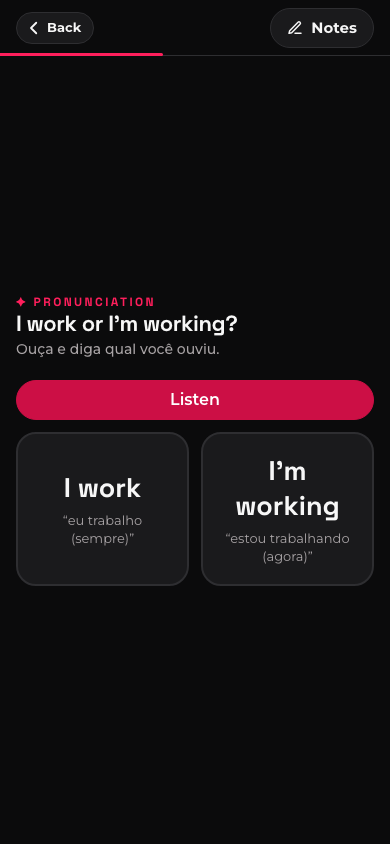 Back
Notes
PRONUNCIATION
I work or I’m working?
Ouça e diga qual você ouviu.
Listen
I work
“eu trabalho
(sempre)”
I’m
working
“estou trabalhando
(agora)”